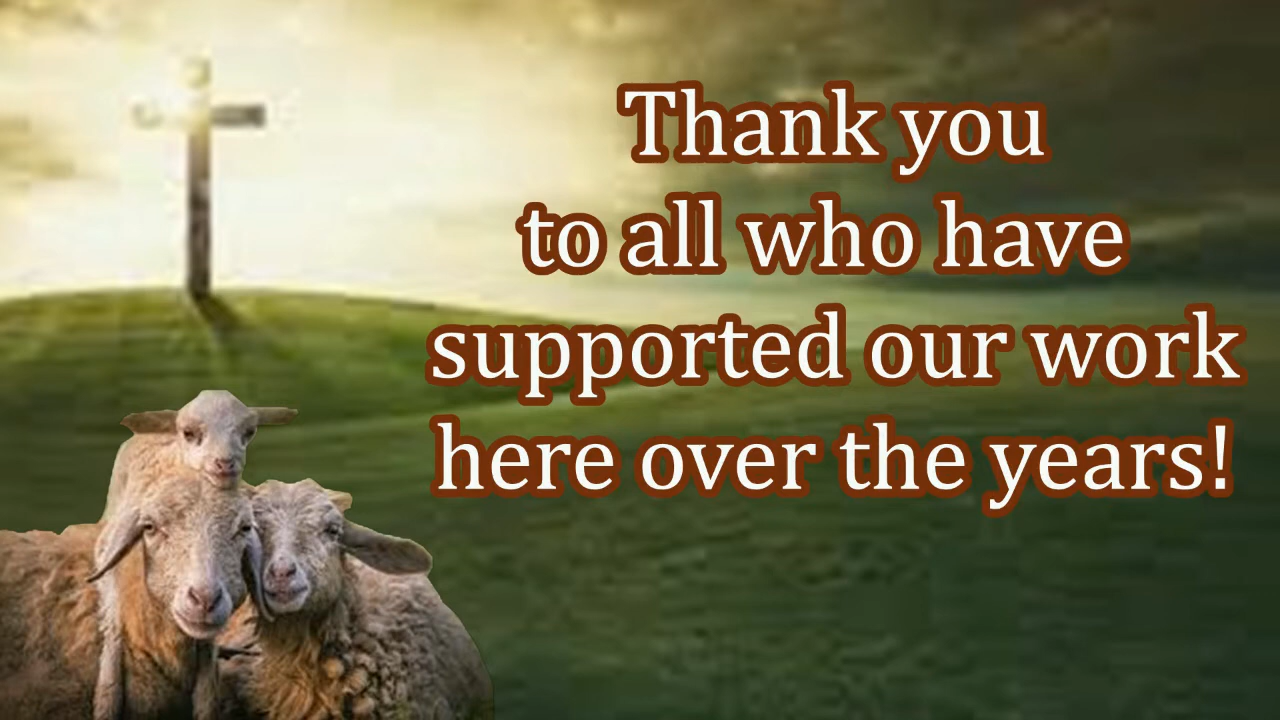 Thank you
to all who have
supported our work
here over the years!